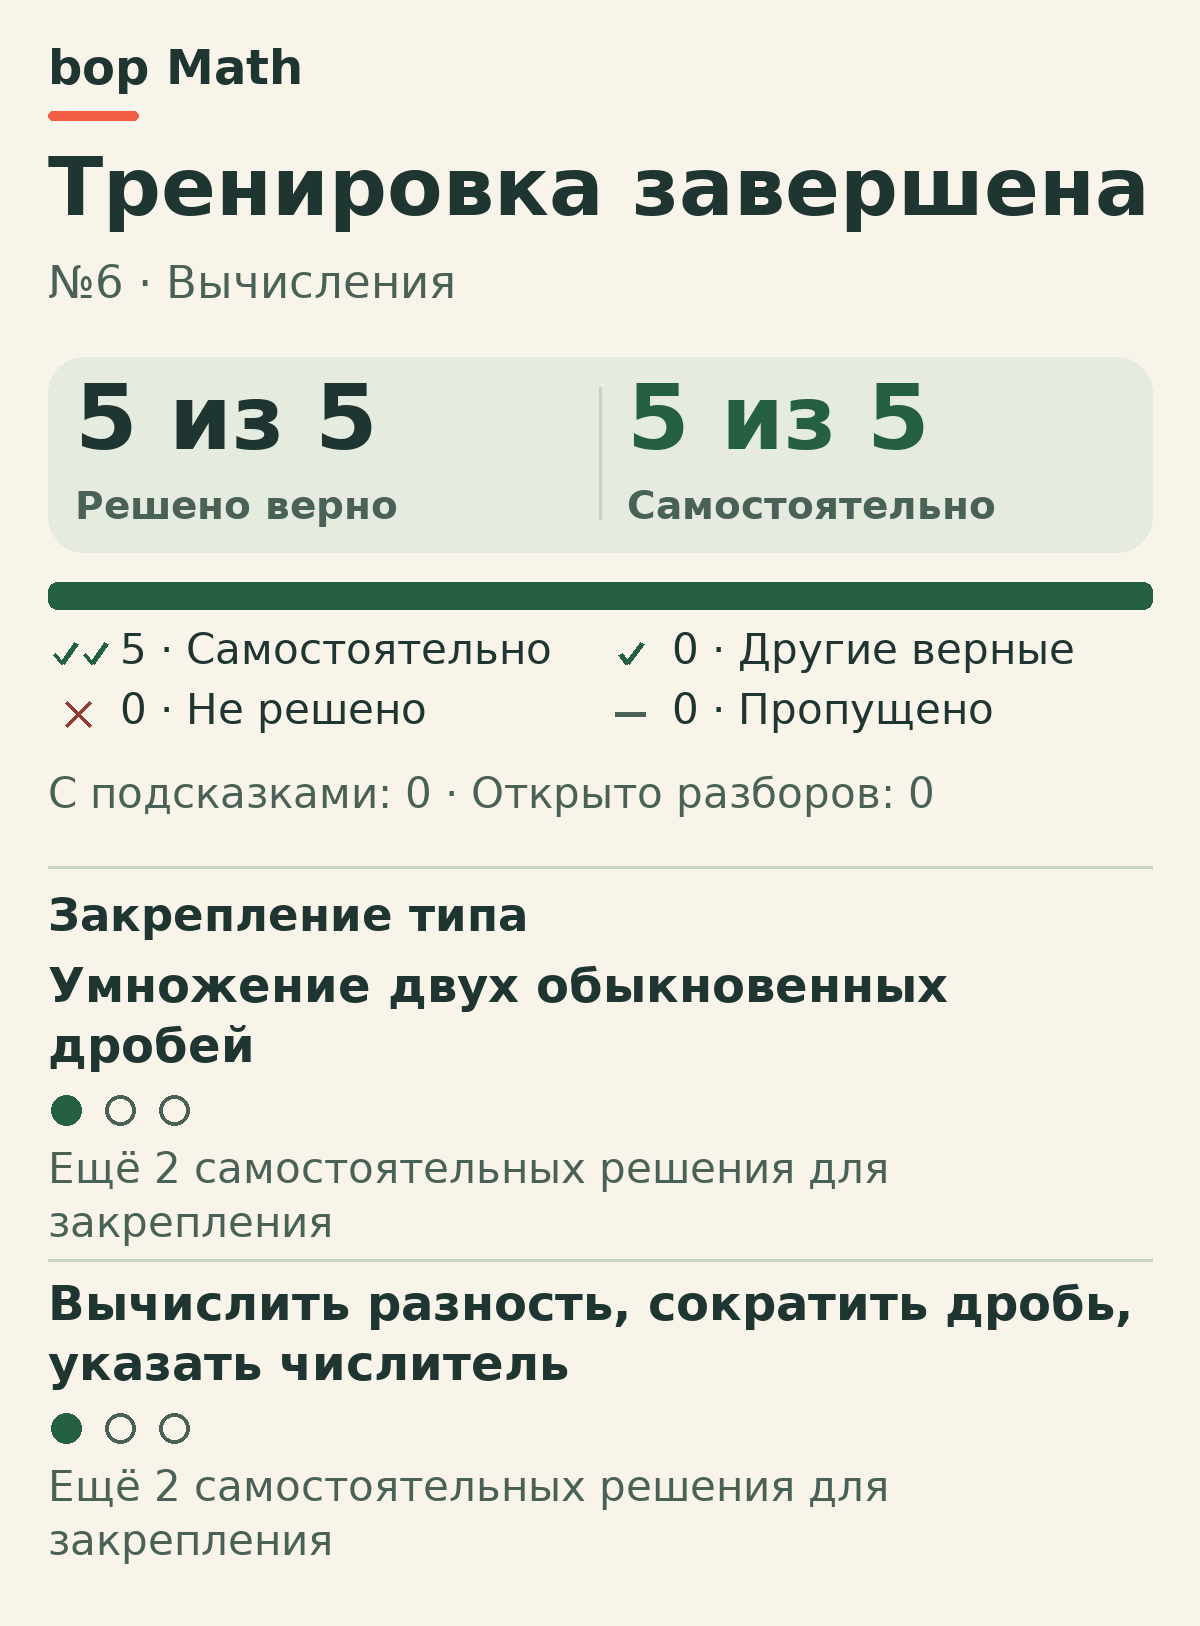 bop Math
Тренировка завершена
№6 · Вычисления
5 из 5
Решено верно
5 из 5
Самостоятельно
5 · Самостоятельно
0 · Другие верные
0 · Не решено
0 · Пропущено
С подсказками: 0 · Открыто разборов: 0
Закрепление типа
Умножение двух обыкновенных
дробей
Ещё 2 самостоятельных решения для
закрепления
Вычислить разность, сократить дробь,
указать числитель
Ещё 2 самостоятельных решения для
закрепления